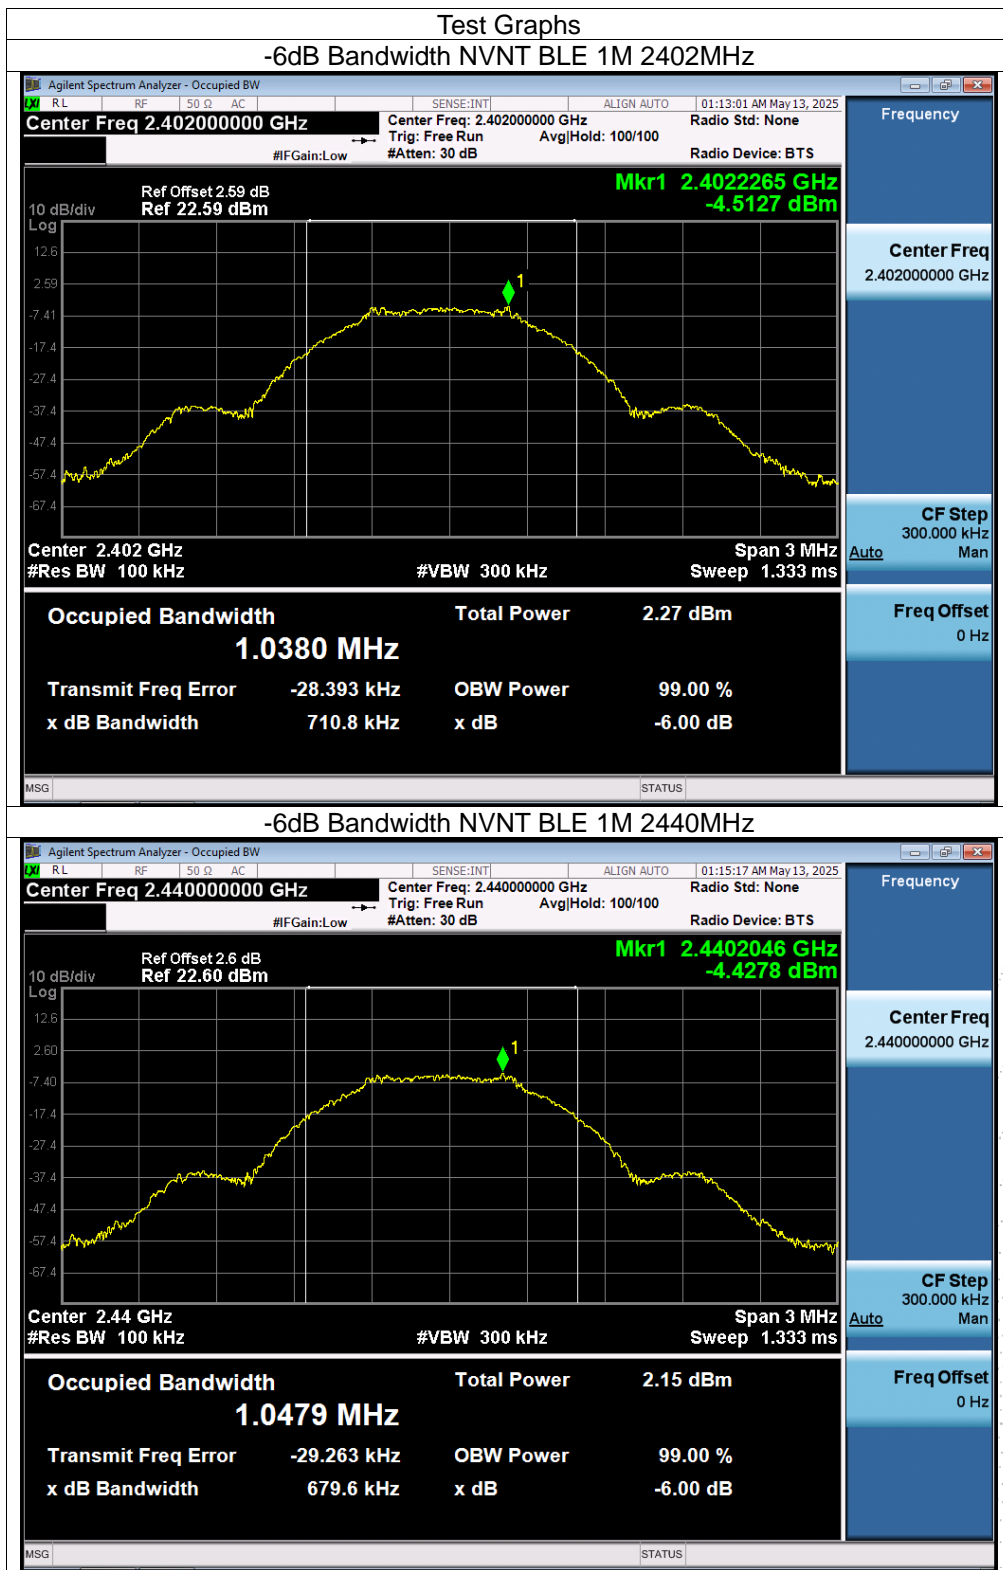 Test Graphs
-6dB Bandwidth NVNT BLE 1M 2402MHz
Agilent Spectrum Analyzer - Occupied BW
LXI RL RF 50 Ω AC SENSE:INT ALIGN AUTO 01:13:01 AM May 13, 2025
Center Freq 2.402000000 GHz Center Freq: 2.402000000 GHz Radio Std: None Frequency
Trig: Free Run Avg|Hold: 100/100
#IFGain:Low #Atten: 30 dB Radio Device: BTS
Ref Offset 2.59 dB Mkr1 2.4022265 GHz
10 dB/div Ref 22.59 dBm -4.5127 dBm
Log
12.6
2.59
-7.41
-17.4
-27.4
-37.4
-47.4
-57.4
-67.4
1
Center Freq
2.402000000 GHz
Center 2.402 GHz Span 3 MHz
#Res BW 100 kHz #VBW 300 kHz Sweep 1.333 ms
CF Step
300.000 kHz
Auto Man
Occupied Bandwidth Total Power 2.27 dBm
1.0380 MHz
Transmit Freq Error -28.393 kHz OBW Power 99.00 %
x dB Bandwidth 710.8 kHz x dB -6.00 dB
Freq Offset
0 Hz
MSG STATUS
-6dB Bandwidth NVNT BLE 1M 2440MHz
Agilent Spectrum Analyzer - Occupied BW
LXI RL RF 50 Ω AC SENSE:INT ALIGN AUTO 01:15:17 AM May 13, 2025
Center Freq 2.440000000 GHz Center Freq: 2.440000000 GHz Radio Std: None Frequency
Trig: Free Run Avg|Hold: 100/100
#IFGain:Low #Atten: 30 dB Radio Device: BTS
Ref Offset 2.6 dB Mkr1 2.4402046 GHz
10 dB/div Ref 22.60 dBm -4.4278 dBm
Log
12.6
2.60
-7.40
-17.4
-27.4
-37.4
-47.4
-57.4
-67.4
1
Center Freq
2.440000000 GHz
Center 2.44 GHz Span 3 MHz
#Res BW 100 kHz #VBW 300 kHz Sweep 1.333 ms
CF Step
300.000 kHz
Auto Man
Occupied Bandwidth Total Power 2.15 dBm
1.0479 MHz
Transmit Freq Error -29.263 kHz OBW Power 99.00 %
x dB Bandwidth 679.6 kHz x dB -6.00 dB
Freq Offset
0 Hz
MSG STATUS